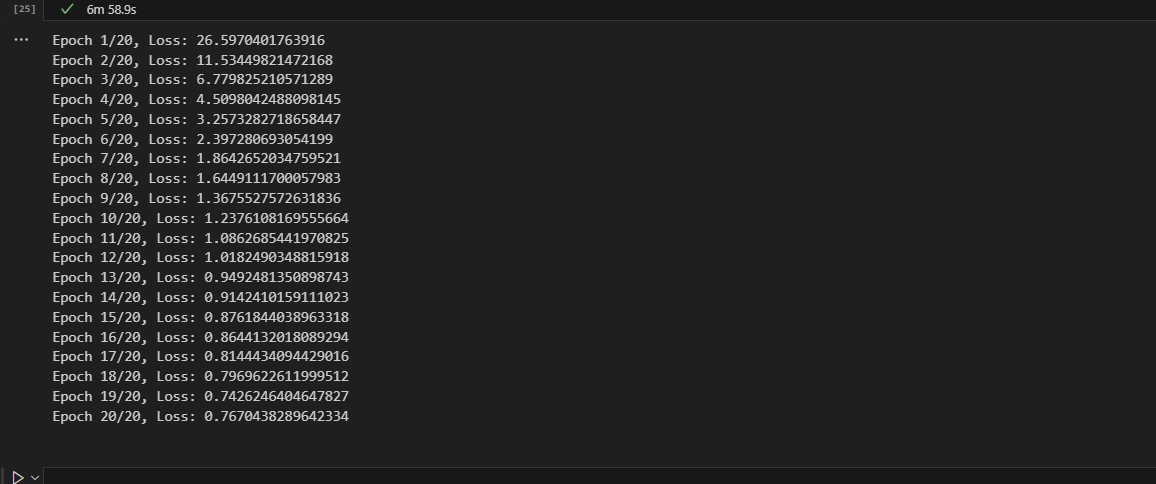 [25] 6m 58.9s
Epoch 1/20, Loss: 26.5970401763916
Epoch 2/20, Loss: 11.53449821472168
Epoch 3/20, Loss: 6.779825210571289
Epoch 4/20, Loss: 4.5098042488098145
Epoch 5/20, Loss: 3.2573282718658447
Epoch 6/20, Loss: 2.397280693054199
Epoch 7/20, Loss: 1.8642652034759521
Epoch 8/20, Loss: 1.6449111700057983
Epoch 9/20, Loss: 1.3675527572631836
Epoch 10/20, Loss: 1.2376108169555664
Epoch 11/20, Loss: 1.0862685441970825
Epoch 12/20, Loss: 1.0182490348815918
Epoch 13/20, Loss: 0.9492481350898743
Epoch 14/20, Loss: 0.9142410159111023
Epoch 15/20, Loss: 0.8761844038963318
Epoch 16/20, Loss: 0.8644132018089294
Epoch 17/20, Loss: 0.8144434094429016
Epoch 18/20, Loss: 0.7969622611999512
Epoch 19/20, Loss: 0.7426246404647827
Epoch 20/20, Loss: 0.7670438289642334